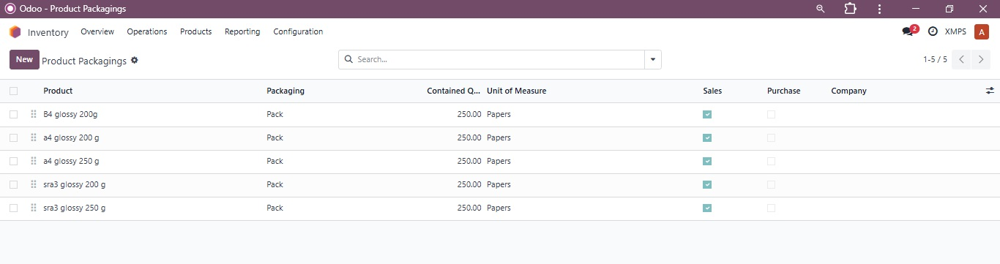 Odoo - Product Packagings
Inventory Overview Operations Products Reporting Configuration 2 XMPS A
New Product Packagings Search... 1-5 / 5
Product Packaging Contained Q... Unit of Measure Sales Purchase Company
B4 glossy 200g Pack 250.00 Papers
a4 glossy 200 g Pack 250.00 Papers
a4 glossy 250 g Pack 250.00 Papers
sra3 glossy 200 g Pack 250.00 Papers
sra3 glossy 250 g Pack 250.00 Papers